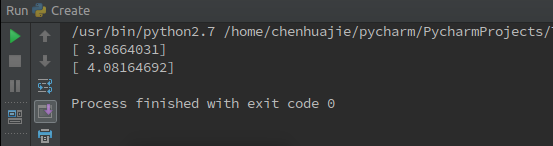 Run Create
/usr/bin/python2.7 /home/chenhuajie/pycharm/PycharmProjects/
[ 3.8664031]
[ 4.08164692]
Process finished with exit code 0